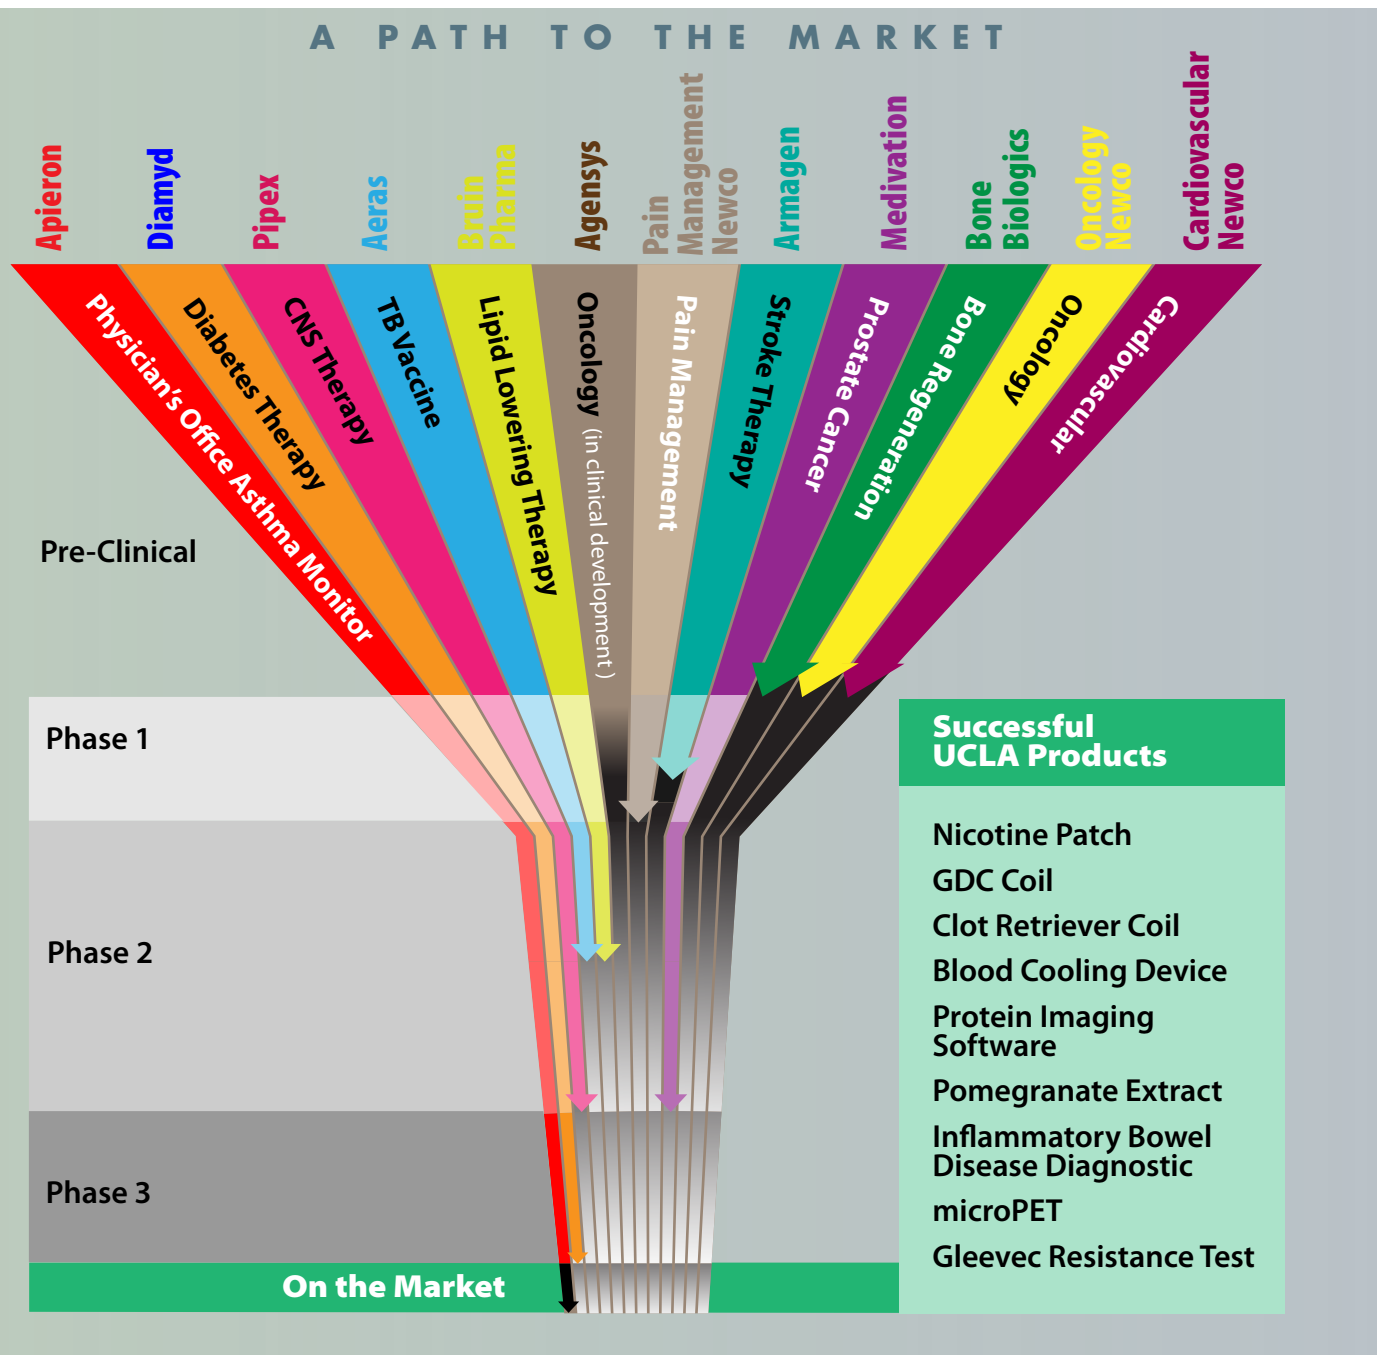 A PATH TO THE MARKET
Apieron
Diamyd
Pipex
Aeras
Bruin
Pharma
Agensys
Pain
Management
Newco
Armagen
Medivation
Bone
Biologics
Oncology
Newco
Cardiovascular
Newco
Physician's Office Asthma Monitor
Diabetes Therapy
CNS Therapy
TB Vaccine
Lipid Lowering Therapy
Oncology (in clinical development)
Pain Management
Stroke Therapy
Prostate Cancer
Bone Regeneration
Oncology
Cardiovascular
Pre-Clinical
Phase 1
Phase 2
Phase 3
On the Market
Successful
UCLA Products
Nicotine Patch
GDC Coil
Clot Retriever Coil
Blood Cooling Device
Protein Imaging
Software
Pomegranate Extract
Inflammatory Bowel
Disease Diagnostic
microPET
Gleevec Resistance Test